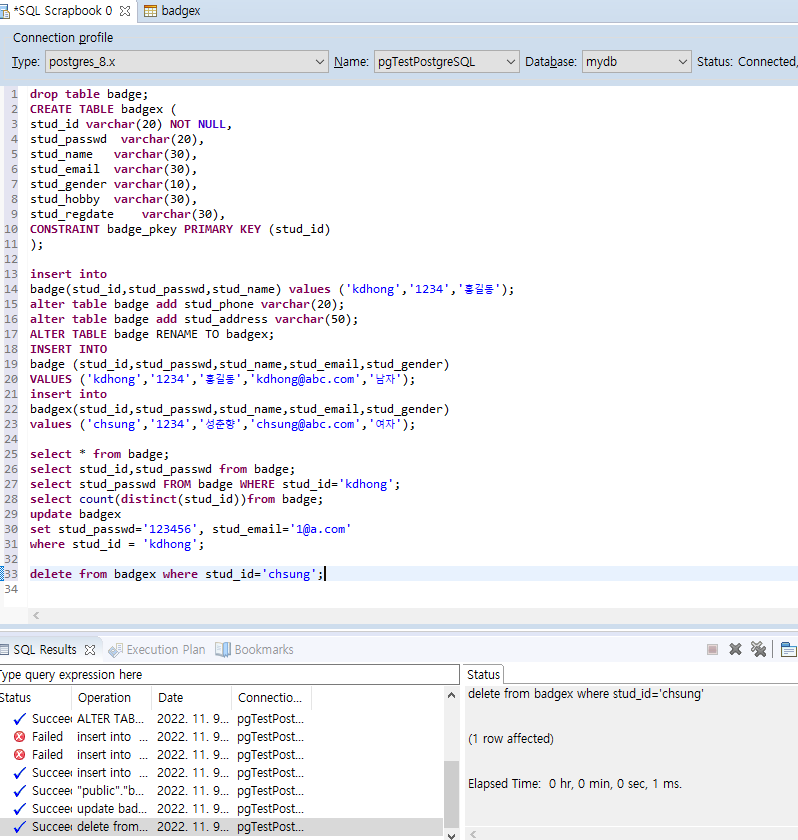 *SQL Scrapbook 0 badgex
Connection profile
Type: postgres_8.x Name: pgTestPostgreSQL Database: mydb Status: Connected,
1 drop table badge;
2 CREATE TABLE badgex (
3 stud_id varchar(20) NOT NULL,
4 stud_passwd varchar(20),
5 stud_name varchar(30),
6 stud_email varchar(30),
7 stud_gender varchar(10),
8 stud_hobby varchar(30),
9 stud_regdate varchar(30),
10 CONSTRAINT badge_pkey PRIMARY KEY (stud_id)
11 );
12
13 insert into
14 badge(stud_id,stud_passwd,stud_name) values ('kdhong','1234','홍길동');
15 alter table badge add stud_phone varchar(20);
16 alter table badge add stud_address varchar(50);
17 ALTER TABLE badge RENAME TO badgex;
18 INSERT INTO
19 badge (stud_id,stud_passwd,stud_name,stud_email,stud_gender)
20 VALUES ('kdhong','1234','홍길동','kdhong@abc.com','남자');
21 insert into
22 badgex(stud_id,stud_passwd,stud_name,stud_email,stud_gender)
23 values ('chsung','1234','성춘향','chsung@abc.com','여자');
24
25 select * from badge;
26 select stud_id,stud_passwd from badge;
27 select stud_passwd FROM badge WHERE stud_id='kdhong';
28 select count(distinct(stud_id))from badge;
29 update badgex
30 set stud_passwd='123456', stud_email='1@a.com'
31 where stud_id = 'kdhong';
32
33 delete from badgex where stud_id='chsung';
34
SQL Results Execution Plan Bookmarks
Type query expression here
Status Operation Date Connectio...
Succee ALTER TAB... 2022. 11. 9... pgTestPost...
Failed insert into ... 2022. 11. 9... pgTestPost...
Failed insert into ... 2022. 11. 9... pgTestPost...
Succee insert into ... 2022. 11. 9... pgTestPost...
Succee "public"."b... 2022. 11. 9... pgTestPost...
Succee update bad... 2022. 11. 9... pgTestPost...
Succee delete from... 2022. 11. 9... pgTestPost...
Status
delete from badgex where stud_id='chsung'
(1 row affected)
Elapsed Time: 0 hr, 0 min, 0 sec, 1 ms.